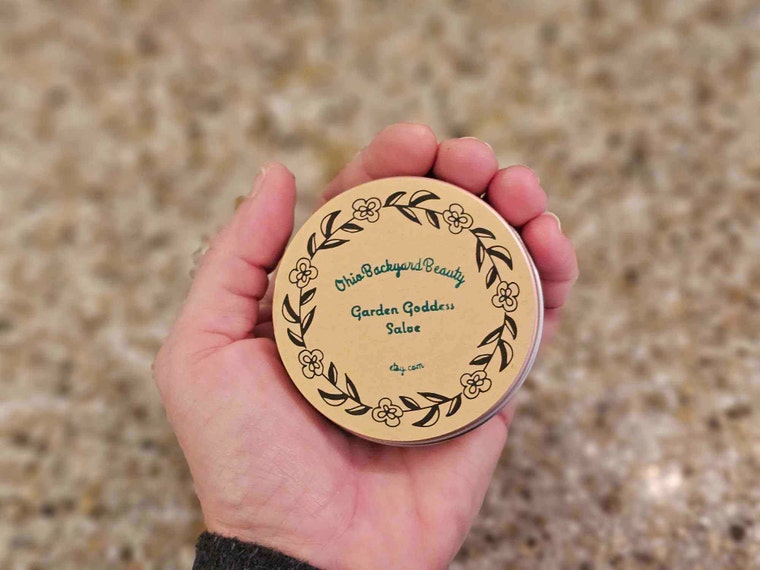 OhioBackyardBeauty
Garden Goddess
Salve
etsy.com